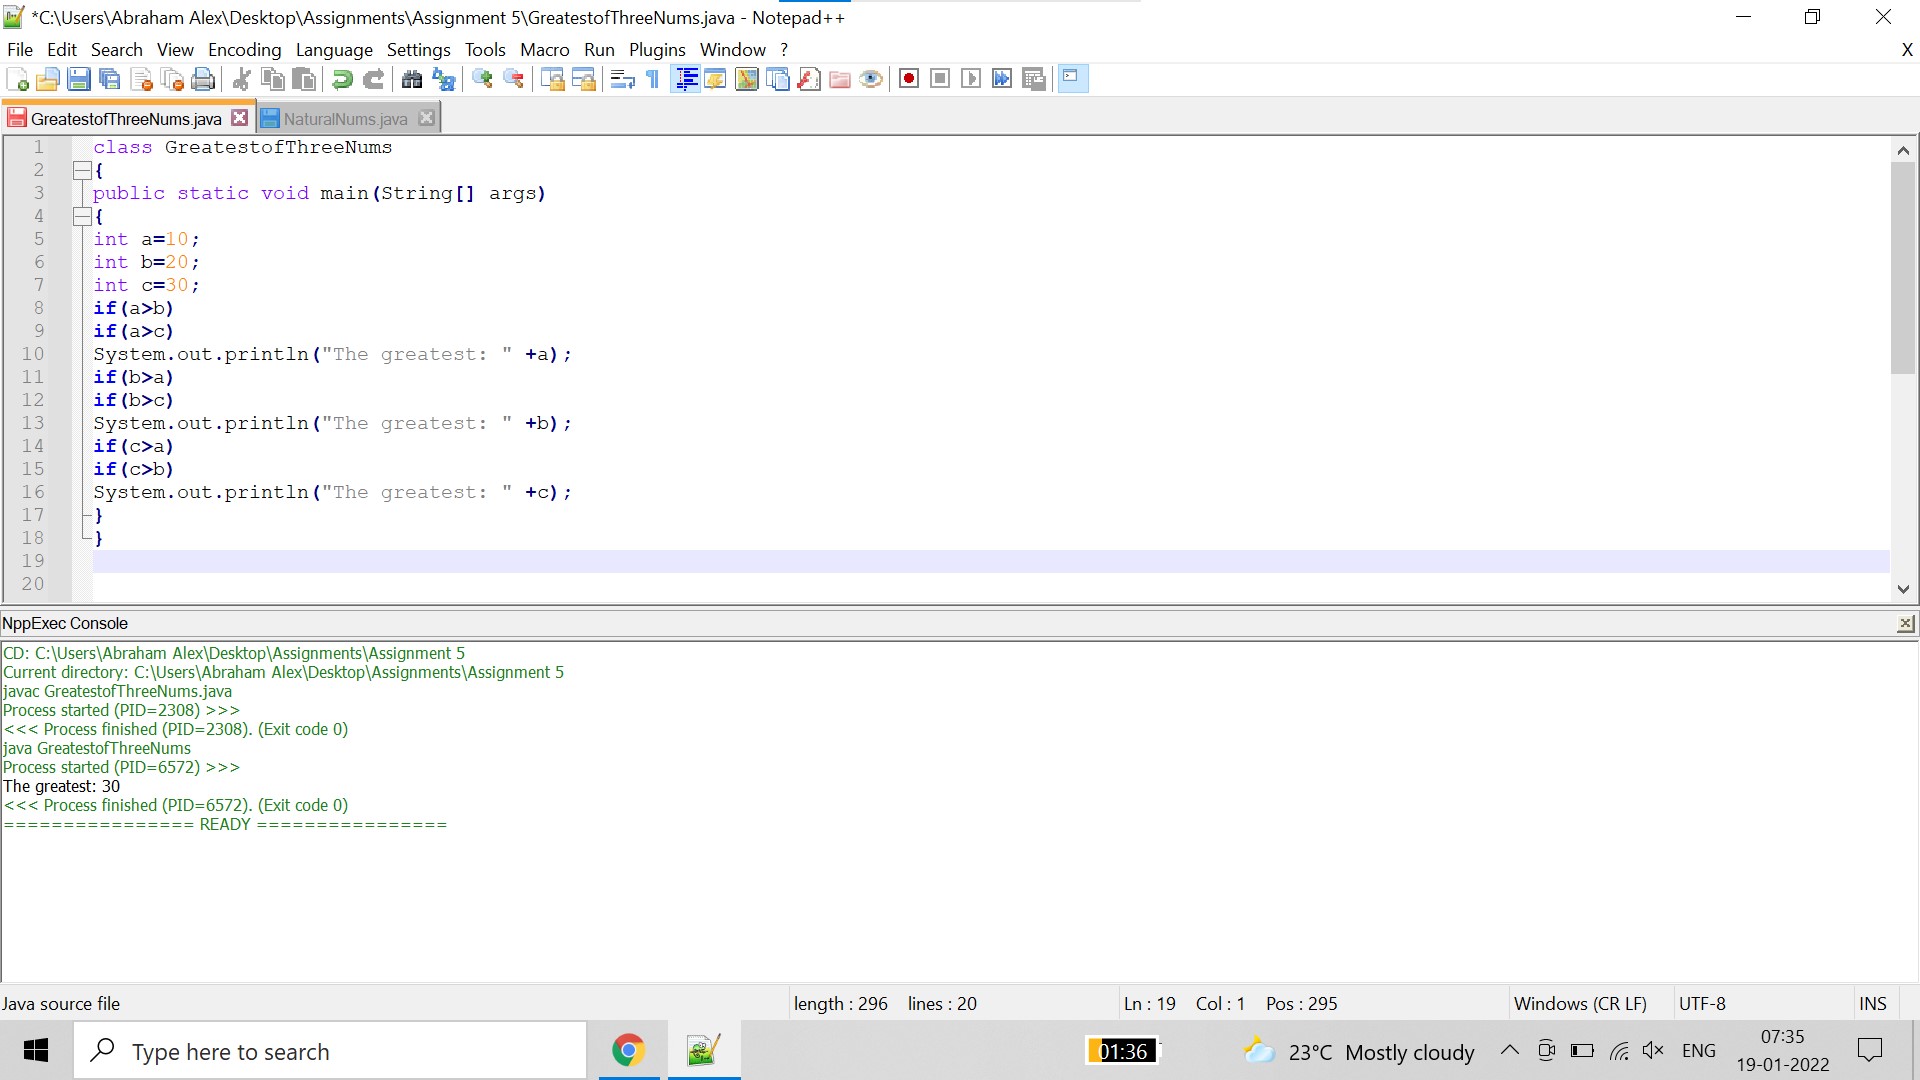 *C:\Users\Abraham Alex\Desktop\Assignments\Assignment 5\GreatestofThreeNums.java - Notepad++
File Edit Search View Encoding Language Settings Tools Macro Run Plugins Window ? X
GreatestofThreeNums.java NaturalNums.java
1 class GreatestofThreeNums
2 {
3 public static void main(String[] args)
4 {
5 int a=10;
6 int b=20;
7 int c=30;
8 if(a>b)
9 if(a>c)
10 System.out.println("The greatest: " +a);
11 if(b>a)
12 if(b>c)
13 System.out.println("The greatest: " +b);
14 if(c>a)
15 if(c>b)
16 System.out.println("The greatest: " +c);
17 }
18 }
19
20
NppExec Console
CD: C:\Users\Abraham Alex\Desktop\Assignments\Assignment 5
Current directory: C:\Users\Abraham Alex\Desktop\Assignments\Assignment 5
javac GreatestofThreeNums.java
Process started (PID=2308) >>>
<<< Process finished (PID=2308). (Exit code 0)
java GreatestofThreeNums
Process started (PID=6572) >>>
The greatest: 30
<<< Process finished (PID=6572). (Exit code 0)
================ READY ================
Java source file length : 296 lines : 20 Ln : 19 Col : 1 Pos : 295 Windows (CR LF) UTF-8 INS
Type here to search 01:36 23°C Mostly cloudy ENG 07:35
19-01-2022